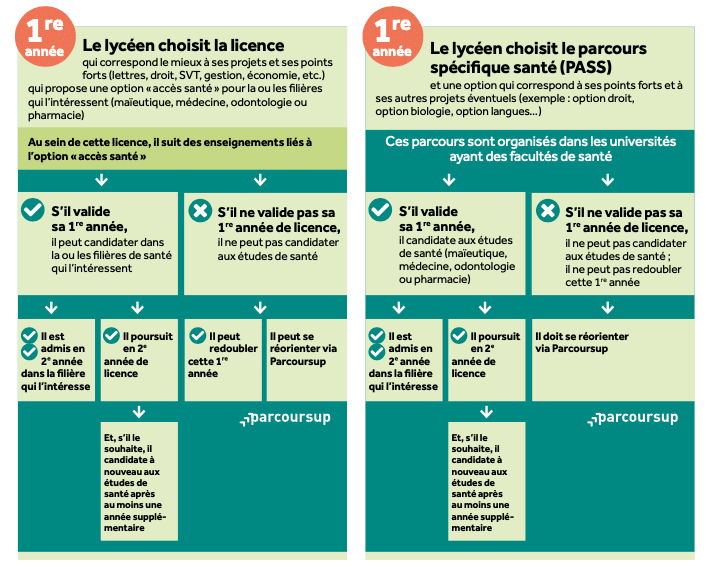 1re
année
Le lycéen choisit la licence
qui correspond le mieux à ses projets et ses points
forts (lettres, droit, SVT, gestion, économie, etc.)
qui propose une option « accès santé » pour la ou les filières
qui l'intéressent (maïeutique, médecine, odontologie ou
pharmacie)
Au sein de cette licence, il suit des enseignements liés à
l'option « accès santé »
S'il valide
sa 1re année,
il peut candidater dans
la ou les filières de santé
qui l'intéressent
S'il ne valide pas sa
1re année de licence,
il ne peut pas candidater
aux études de santé
Il est
admis en
2e année
dans la filière
qui l'intéresse
Il poursuit
en 2e
année de
licence
Il peut
redoubler
cette 1re
année
Il peut se
réorienter via
Parcoursup
parcoursup
Et, s'il le
souhaite, il
candidate à
nouveau aux
études de
santé après
au moins une
année supplé-
mentaire
1re
année
Le lycéen choisit le parcours
spécifique santé (PASS)
et une option qui correspond à ses points forts et à
ses autres projets éventuels (exemple : option droit,
option biologie, option langues...)
Ces parcours sont organisés dans les universités
ayant des facultés de santé
S'il valide
sa 1re année,
il candidate aux études
de santé (maïeutique,
médecine, odontologie
ou pharmacie)
S'il ne valide pas sa
1re année de licence,
il ne peut pas candidater
aux études de santé ;
il ne peut pas redoubler
cette 1re année
Il est
admis en
2e année
dans la filière
qui l'intéresse
Il poursuit
en 2e
année de
licence
Il doit se réorienter
via Parcoursup
parcoursup
Et, s'il le
souhaite, il
candidate à
nouveau aux
études de
santé après
au moins une
année supplé-
mentaire